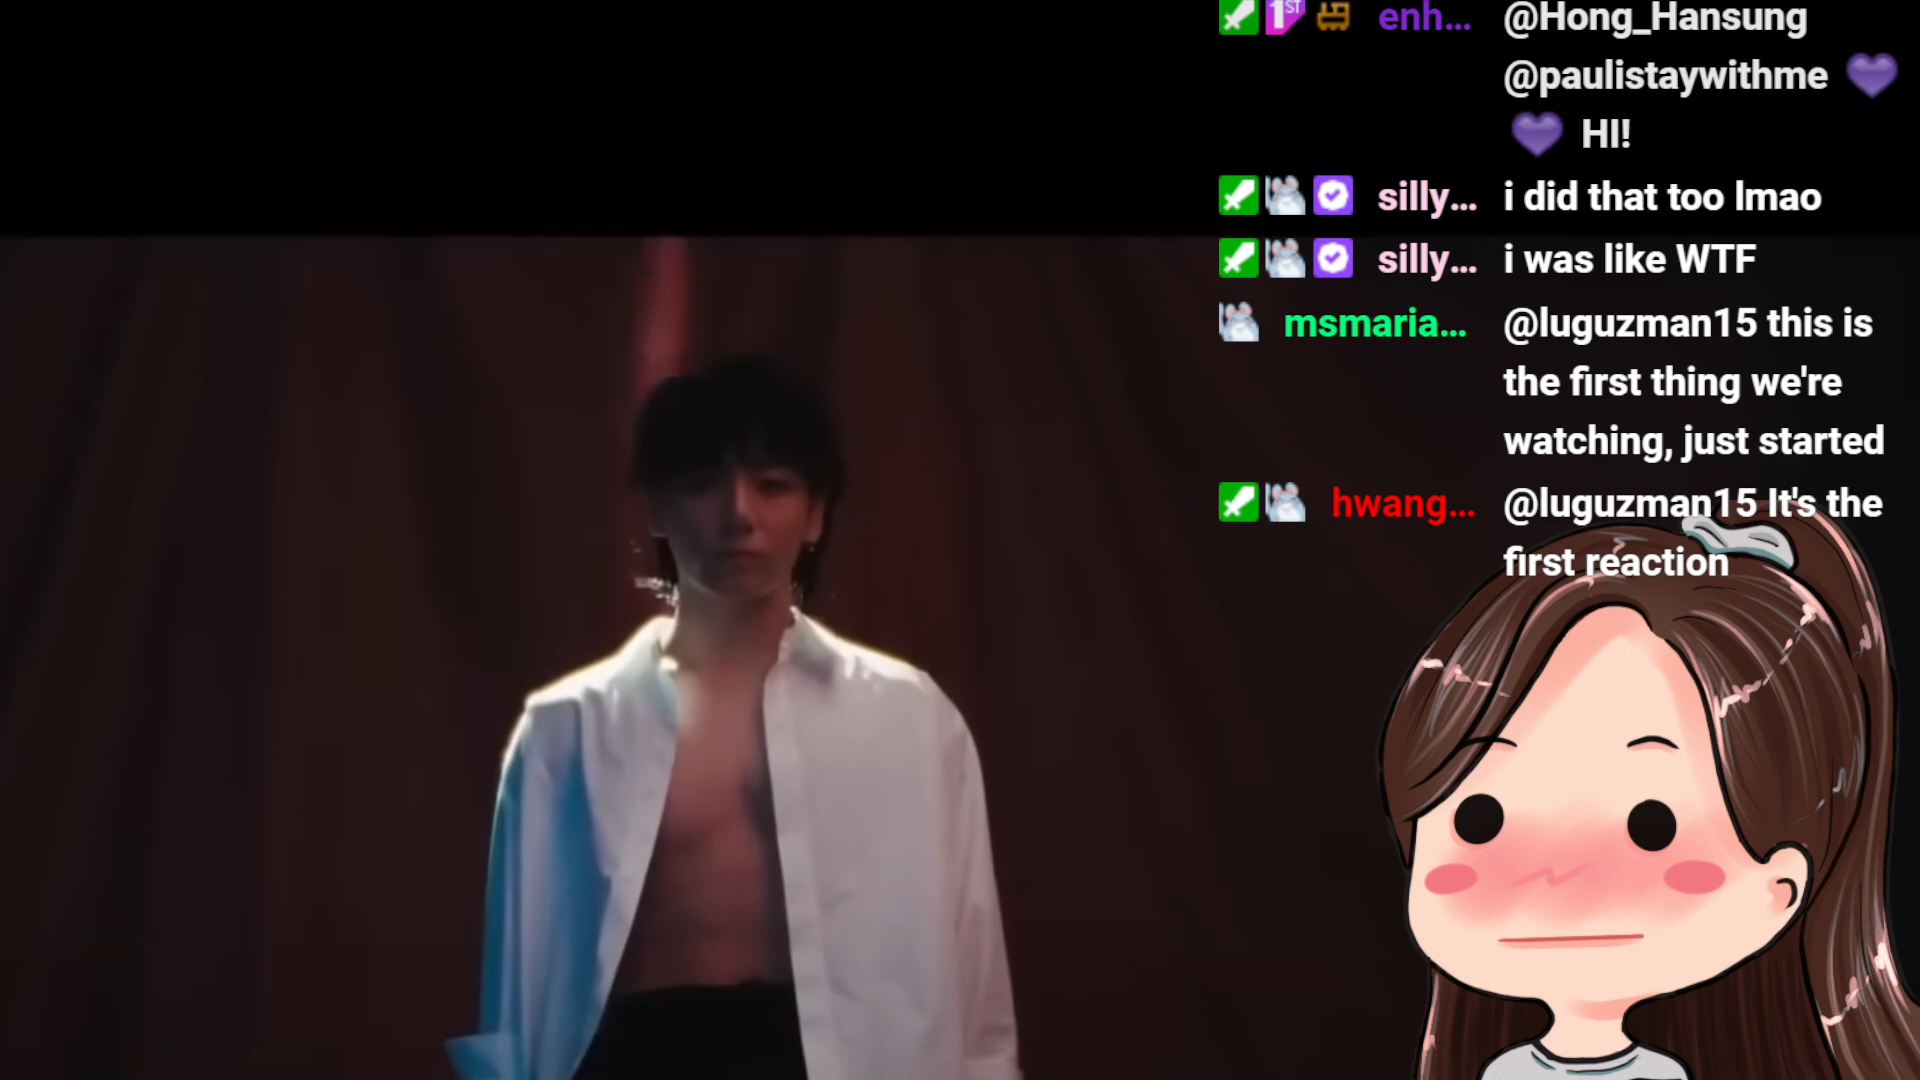 1ST enh... @Hong_Hansung
@paulistaywithme 💜
💜 HI!
silly... i did that too lmao
silly... i was like WTF
msmaria... @luguzman15 this is
the first thing we're
watching, just started
hwang... @luguzman15 It's the
first reaction